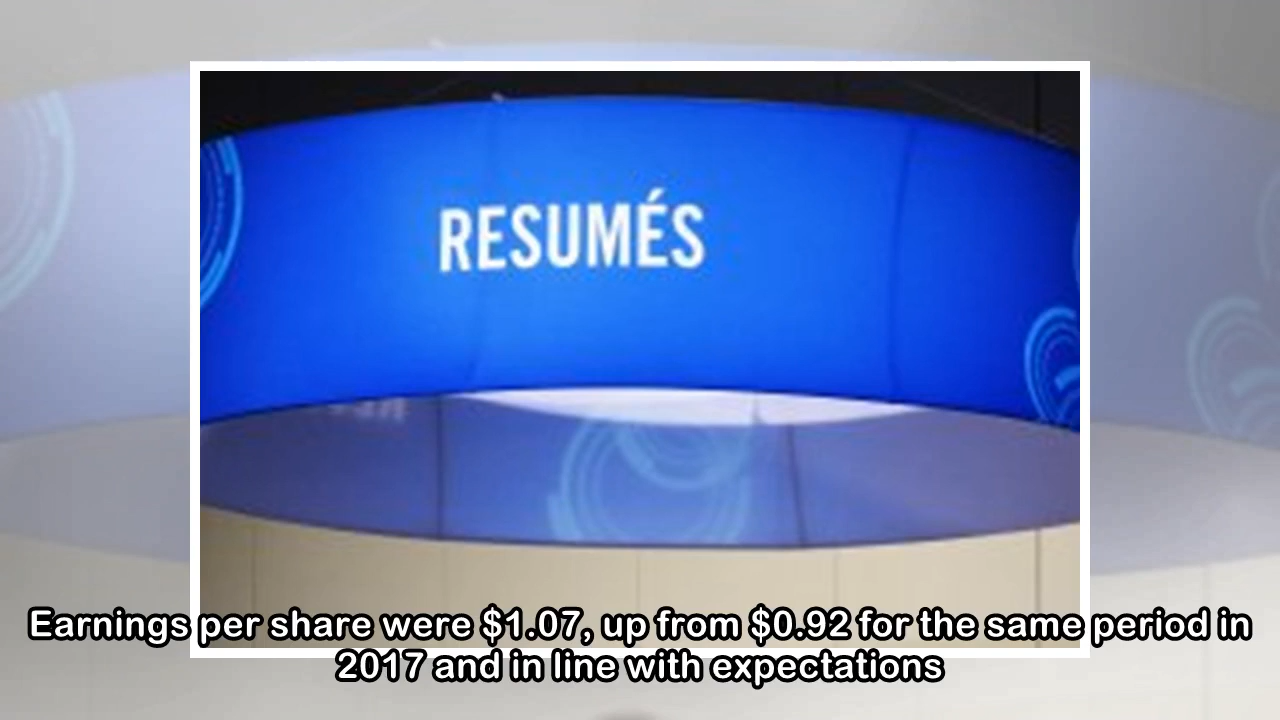 RESUMÉS
Earnings per share were $1.07, up from $0.92 for the same period in
2017 and in line with expectations